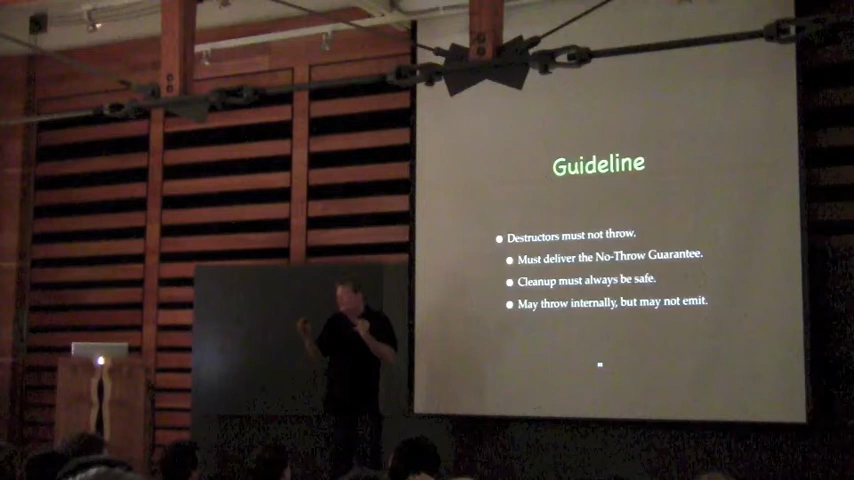 Guideline
Destructors must not throw.
Must deliver the No-Throw Guarantee.
Cleanup must always be safe.
May throw internally, but may not emit.